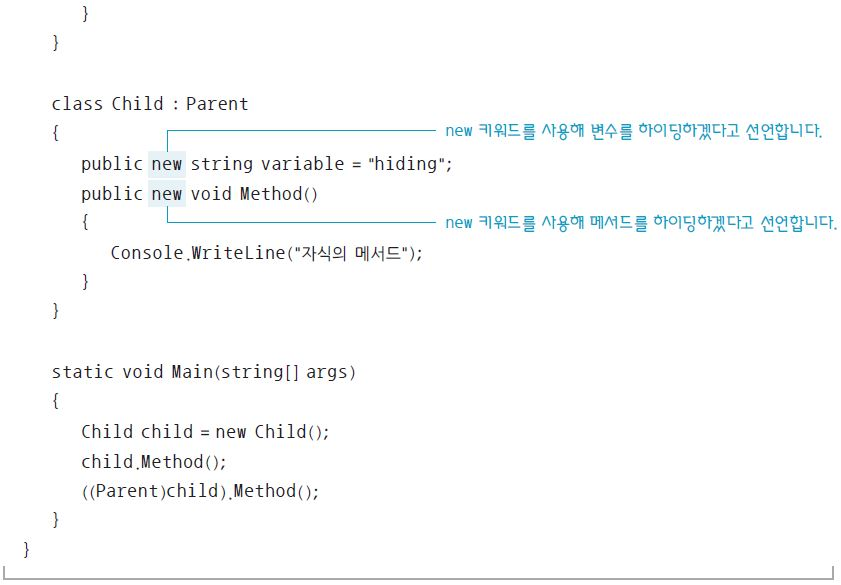 }
}
class Child : Parent
{
new 키워드를 사용해 변수를 하이딩하겠다고 선언합니다.
public new string variable = "hiding";
public new void Method()
{
new 키워드를 사용해 메서드를 하이딩하겠다고 선언합니다.
Console.WriteLine("자식의 메서드");
}
}
static void Main(string[] args)
{
Child child = new Child();
child.Method();
((Parent)child).Method();
}
}